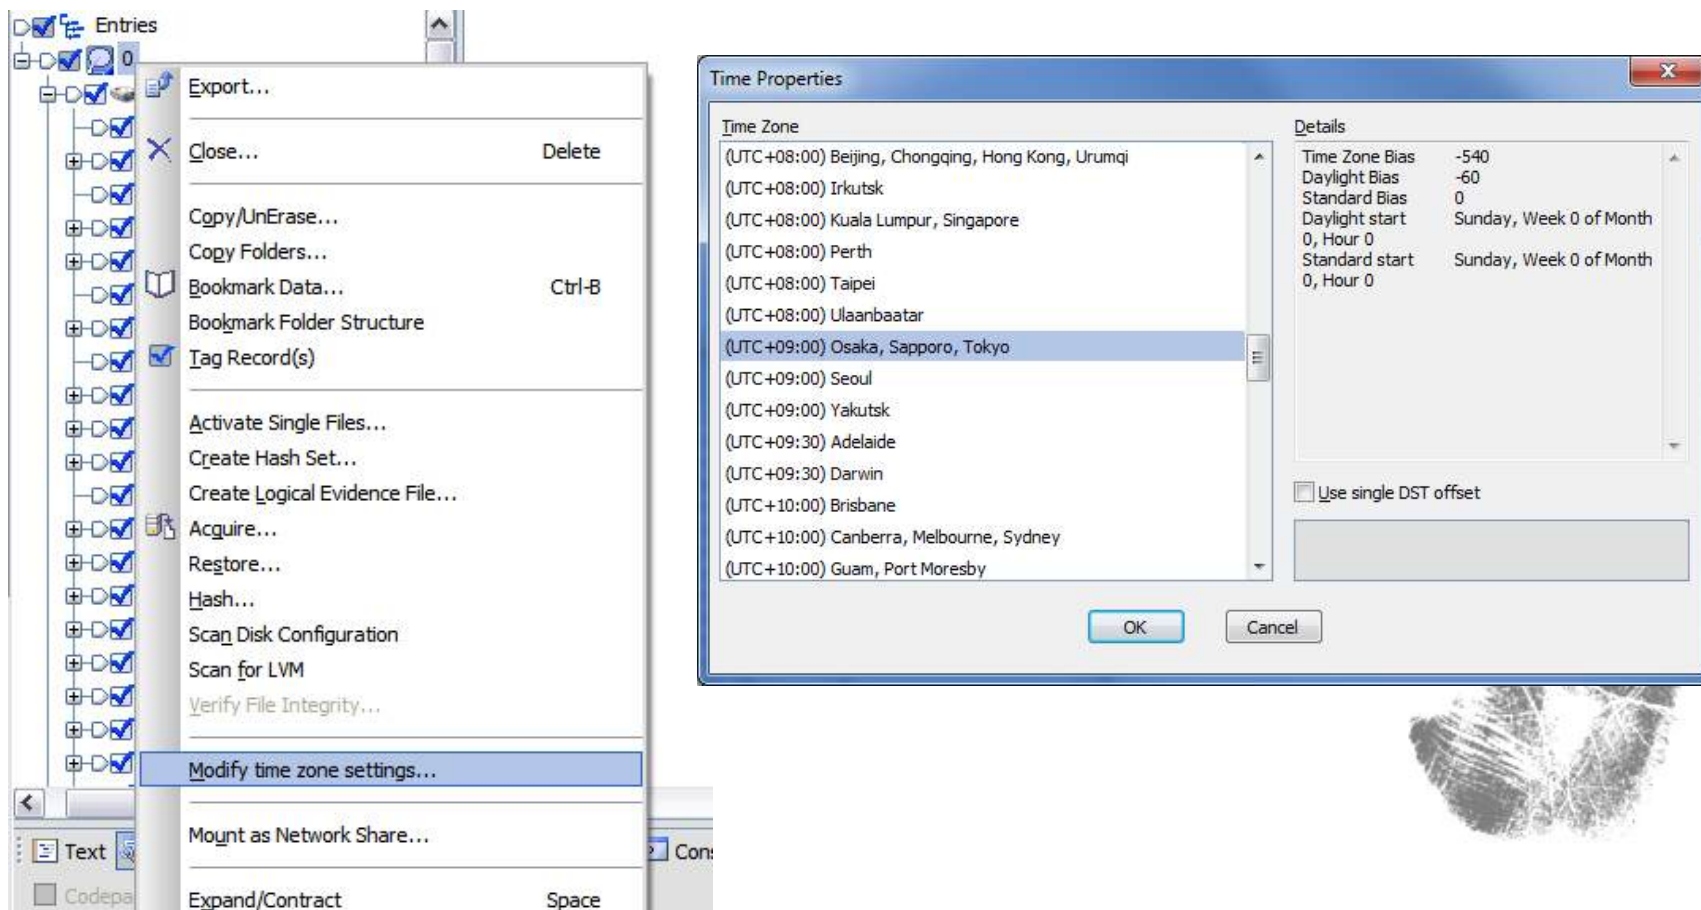 Entries
0
Export...
Close... Delete
Copy/UnErase...
Copy Folders...
Bookmark Data... Ctrl-B
Bookmark Folder Structure
Tag Record(s)
Activate Single Files...
Create Hash Set...
Create Logical Evidence File...
Acquire...
Restore...
Hash...
Scan Disk Configuration
Scan for LVM
Verify File Integrity...
Modify time zone settings...
Mount as Network Share...
Expand/Contract Space
Text
Cons
Codepa
Time Properties
Time Zone
(UTC+08:00) Beijing, Chongqing, Hong Kong, Urumqi
(UTC+08:00) Irkutsk
(UTC+08:00) Kuala Lumpur, Singapore
(UTC+08:00) Perth
(UTC+08:00) Taipei
(UTC+08:00) Ulaanbaatar
(UTC+09:00) Osaka, Sapporo, Tokyo
(UTC+09:00) Seoul
(UTC+09:00) Yakutsk
(UTC+09:30) Adelaide
(UTC+09:30) Darwin
(UTC+10:00) Brisbane
(UTC+10:00) Canberra, Melbourne, Sydney
(UTC+10:00) Guam, Port Moresby
Details
Time Zone Bias -540
Daylight Bias -60
Standard Bias 0
Daylight start Sunday, Week 0 of Month
0, Hour 0
Standard start Sunday, Week 0 of Month
0, Hour 0
Use single DST offset
OK
Cancel